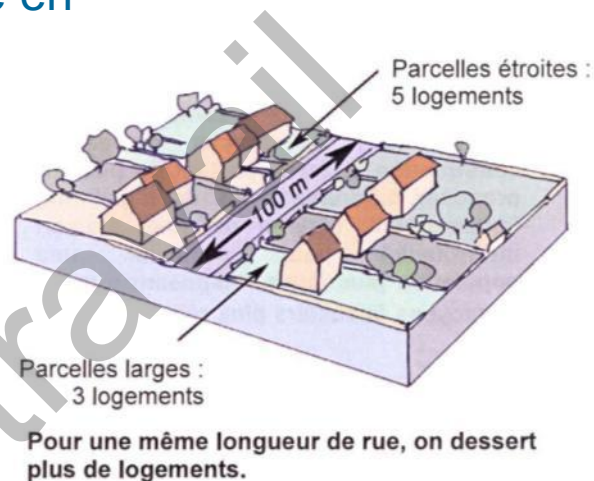 Parcelles étroites :
5 logements
100 m
Parcelles larges :
3 logements
Pour une même longueur de rue, on dessert
plus de logements.
travail